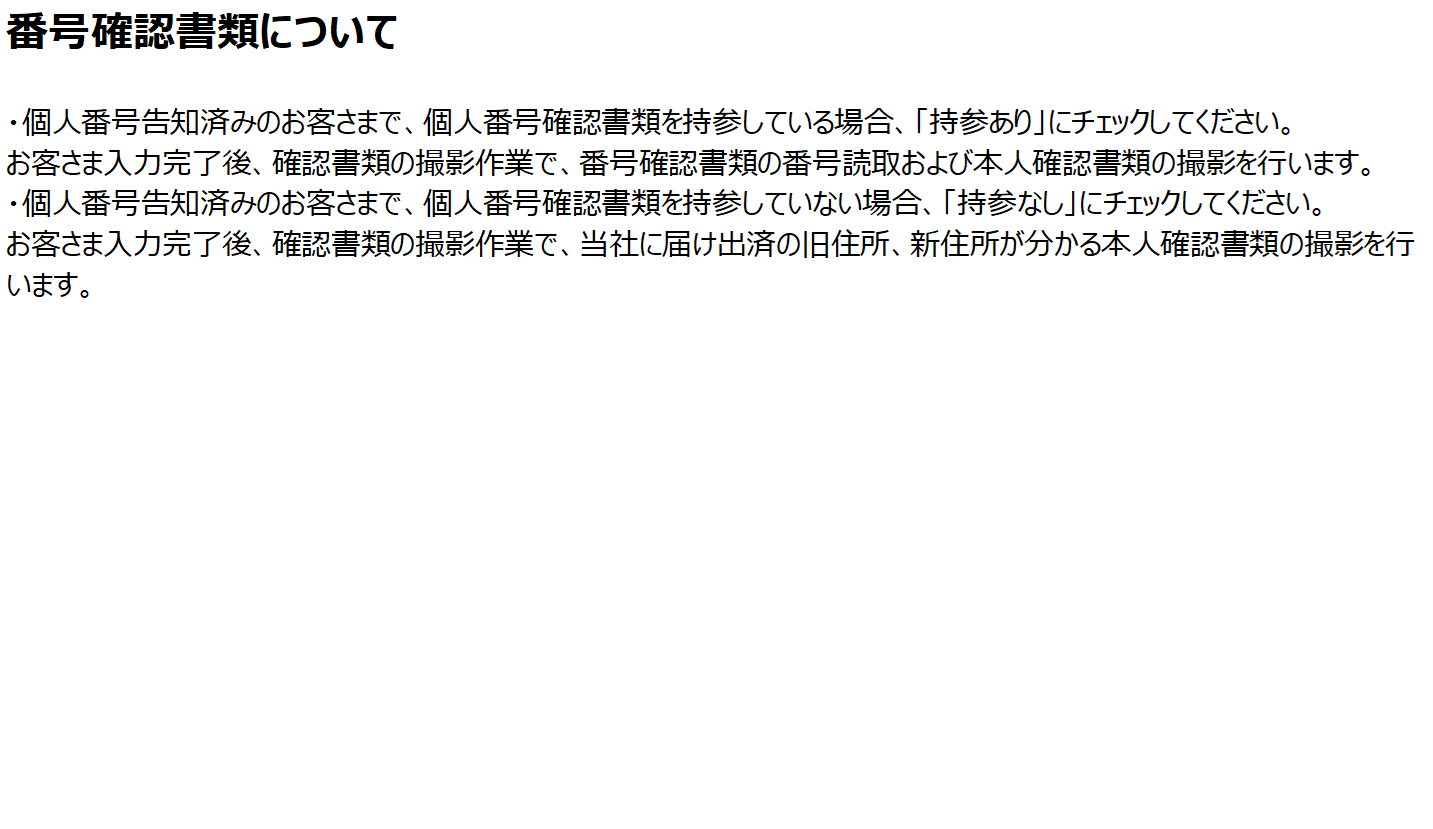 番号確認書類について
・個人番号告知済みのお客さまで、個人番号確認書類を持参している場合、「持参あり」にチェックしてください。
お客さま入力完了後、確認書類の撮影作業で、番号確認書類の番号読取および本人確認書類の撮影を行います。
・個人番号告知済みのお客さまで、個人番号確認書類を持参していない場合、「持参なし」にチェックしてください。
お客さま入力完了後、確認書類の撮影作業で、当社に届け出済の旧住所、新住所が分かる本人確認書類の撮影を行
います。